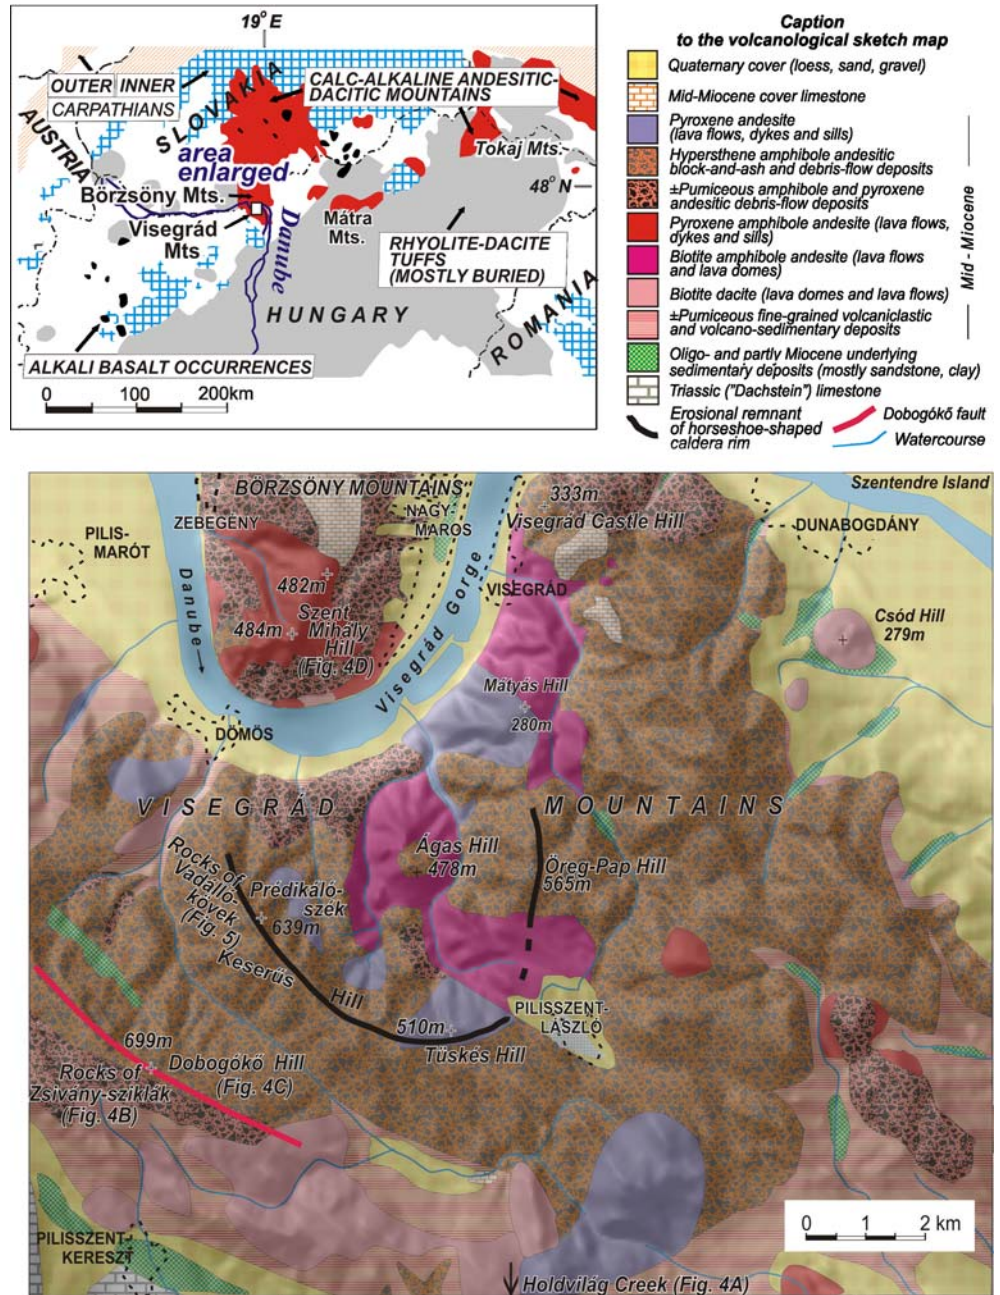 19° E
OUTER INNER
CARPATHIANS
SLOVAKIA
CALC-ALKALINE ANDESITIC-
DACITIC MOUNTAINS
AUSTRIA
area
enlarged
Tokaj Mts.
Börzsöny Mts.
48° N
Visegrád
Mts.
Danube
Mátra
Mts.
RHYOLITE-DACITE
TUFFS
(MOSTLY BURIED)
HUNGARY
ROMANIA
ALKALI BASALT OCCURRENCES
0 100 200km
Caption
to the volcanological sketch map
Quaternary cover (loess, sand, gravel)
Mid-Miocene cover limestone
Pyroxene andesite
(lava flows, dykes and sills)
Hypersthene amphibole andesitic
block-and-ash and debris-flow deposits
±Pumiceous amphibole and pyroxene
andesitic debris-flow deposits
Pyroxene amphibole andesite (lava flows,
dykes and sills)
Biotite amphibole andesite (lava flows
and lava domes)
Biotite dacite (lava domes and lava flows)
±Pumiceous fine-grained volcaniclastic
and volcano-sedimentary deposits
Mid - Miocene
Oligo- and partly Miocene underlying
sedimentary deposits (mostly sandstone, clay)
Triassic ("Dachstein") limestone
Erosional remnant
of horseshoe-shaped
caldera rim
Dobogókő fault
Watercourse
BÖRZSÖNY MOUNTAINS
333m
Szentendre Island
ZEBEGÉNY
NAGY-
MAROS
Visegrád Castle Hill
DUNABOGDÁNY
PILIS-
MARÓT
Danube
482m
VISEGRÁD
Csód Hill
279m
484m
Szent
Mihály
Hill
(Fig. 4D)
Visegrád Gorge
Mátyás Hill
280m
DÖMÖS
VISEGRÁD MOUNTAINS
Ágas Hill
478m
Öreg-Pap Hill
565m
Rocks of
Vadálló-
kövek
(Fig. 5)
Prédikáló-
szék
639m
Keserűs
Hill
510m
PILISSZENT-
LÁSZLÓ
Tüskés Hill
699m
Dobogókő Hill
(Fig. 4C)
Rocks of
Zsivány-sziklák
(Fig. 4B)
0 1 2 km
PILISSZENT-
KERESZT
Holdvilág Creek (Fig. 4A)